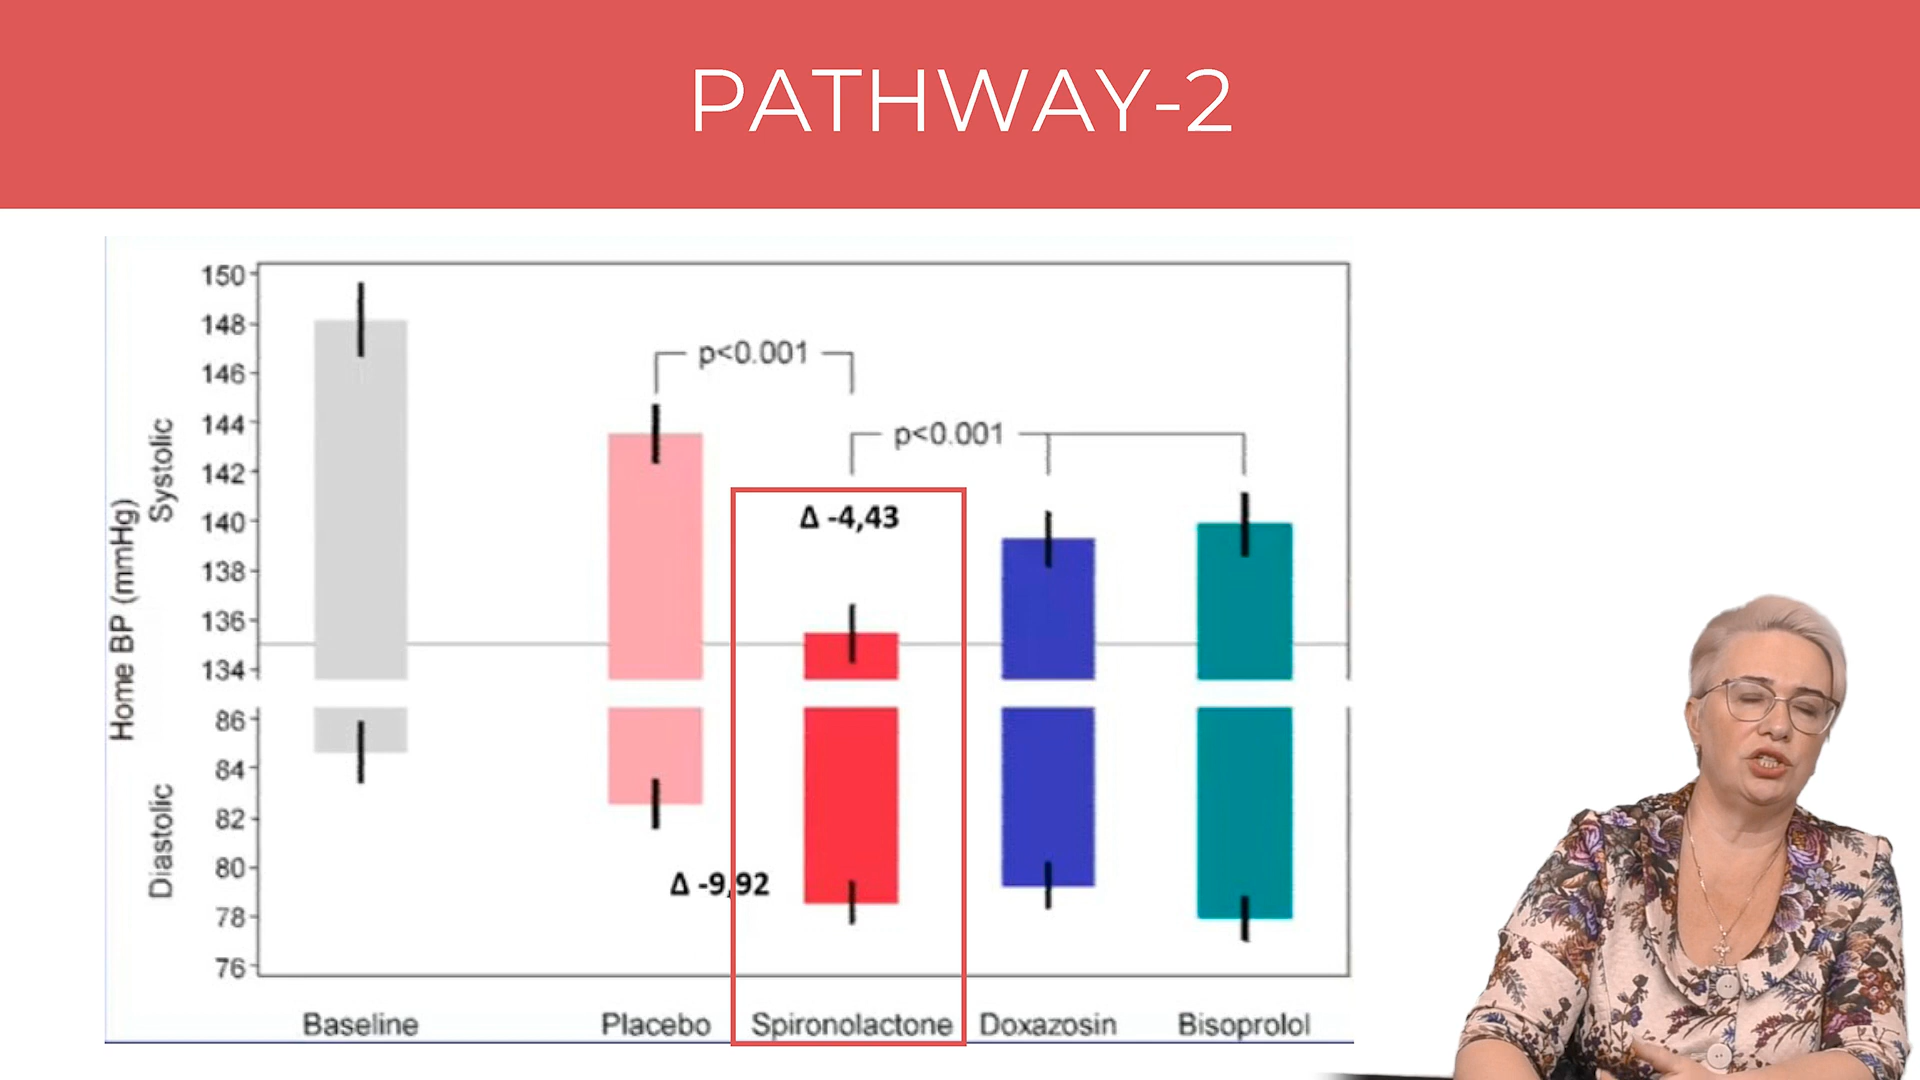 PATHWAY-2
Home BP (mmHg)
Systolic
Diastolic
150
148
146
144
142
140
138
136
134
86
84
82
80
78
76
p<0.001
p<0.001
Δ -4,43
Δ -9,92
Baseline
Placebo
Spironolactone
Doxazosin
Bisoprolol